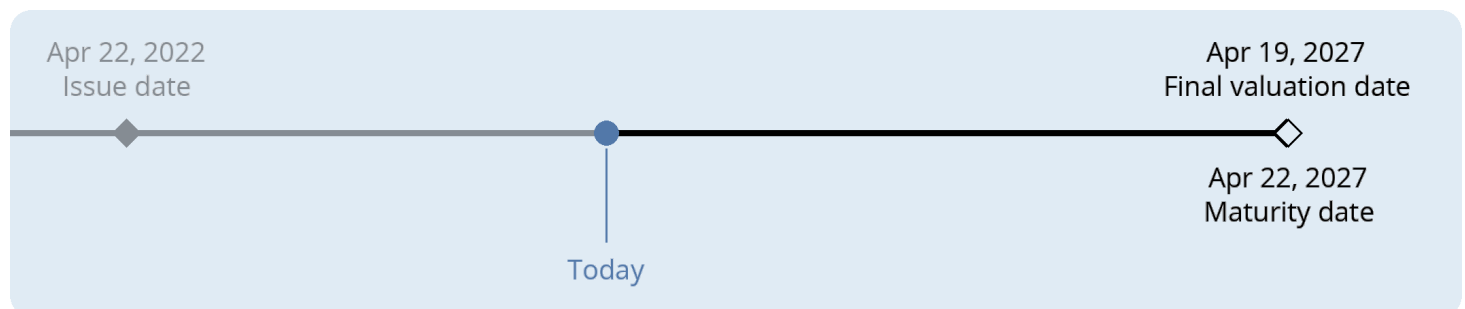 Apr 22, 2022
Issue date
Apr 19, 2027
Final valuation date
Apr 22, 2027
Maturity date
Today